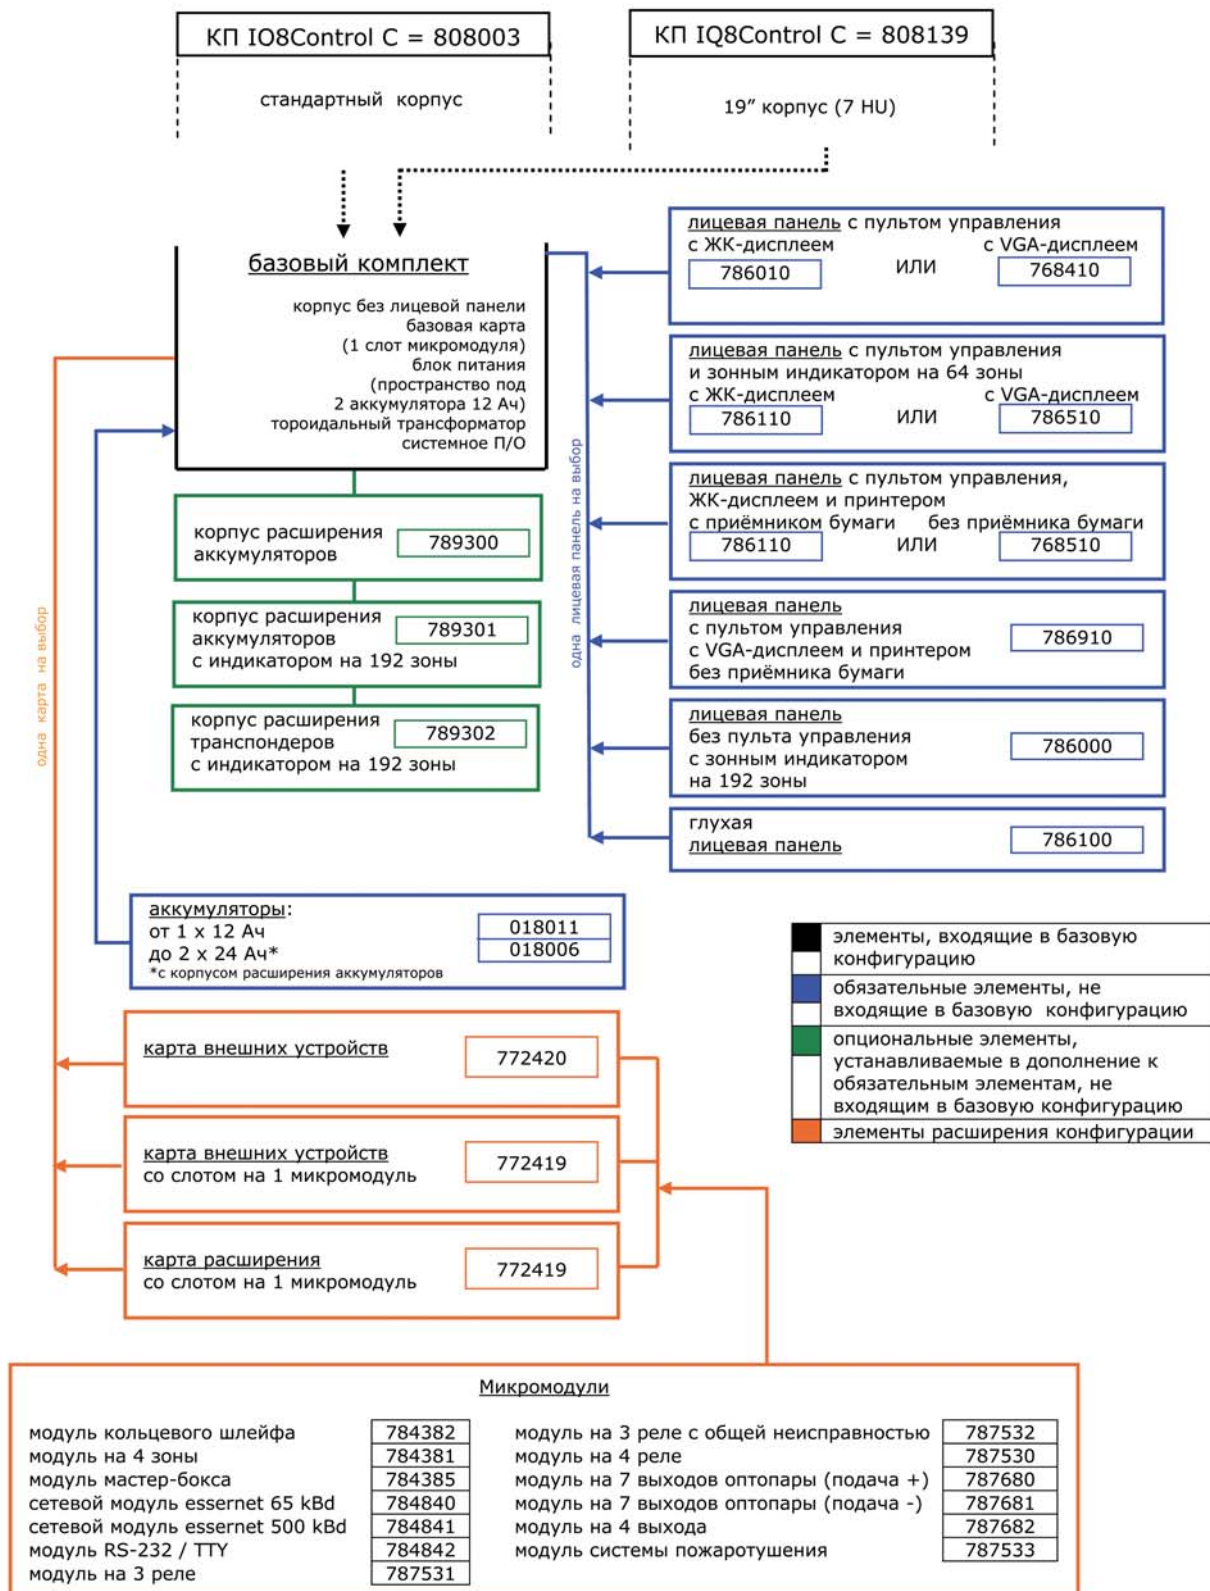 КП IO8Control C = 808003
КП IQ8Control C = 808139
стандартный корпус
19” корпус (7 HU)
базовый комплект
корпус без лицевой панели
базовая карта
(1 слот микромодуля)
блок питания
(пространство под
2 аккумулятора 12 Ач)
тороидальный трансформатор
системное П/О
лицевая панель с пультом управления
с ЖК-дисплеем с VGA-дисплеем
786010 ИЛИ 768410
лицевая панель с пультом управления
и зонным индикатором на 64 зоны
с ЖК-дисплеем с VGA-дисплеем
786110 ИЛИ 786510
лицевая панель с пультом управления,
ЖК-дисплеем и принтером
с приёмником бумаги без приёмника бумаги
786110 ИЛИ 768510
лицевая панель
с пультом управления
с VGA-дисплеем и принтером
без приёмника бумаги
786910
лицевая панель
без пульта управления
с зонным индикатором
на 192 зоны
786000
глухая
лицевая панель
786100
одна лицевая панель на выбор
одна карта на выбор
корпус расширения
аккумуляторов
789300
корпус расширения
аккумуляторов
с индикатором на 192 зоны
789301
корпус расширения
транспондеров
с индикатором на 192 зоны
789302
аккумуляторы:
от 1 x 12 Ач 018011
до 2 x 24 Ач* 018006
*с корпусом расширения аккумуляторов
элементы, входящие в базовую
конфигурацию
обязательные элементы, не
входящие в базовую конфигурацию
опциональные элементы,
устанавливаемые в дополнение к
обязательным элементам, не
входящим в базовую конфигурацию
элементы расширения конфигурации
карта внешних устройств
772420
карта внешних устройств
со слотом на 1 микромодуль
772419
карта расширения
со слотом на 1 микромодуль
772419
Микромодули
модуль кольцевого шлейфа 784382
модуль на 4 зоны 784381
модуль мастер-бокса 784385
сетевой модуль essernet 65 kBd 784840
сетевой модуль essernet 500 kBd 784841
модуль RS-232 / TTY 784842
модуль на 3 реле 787531
модуль на 3 реле с общей неисправностью 787532
модуль на 4 реле 787530
модуль на 7 выходов оптопары (подача +) 787680
модуль на 7 выходов оптопары (подача -) 787681
модуль на 4 выхода 787682
модуль системы пожаротушения 787533